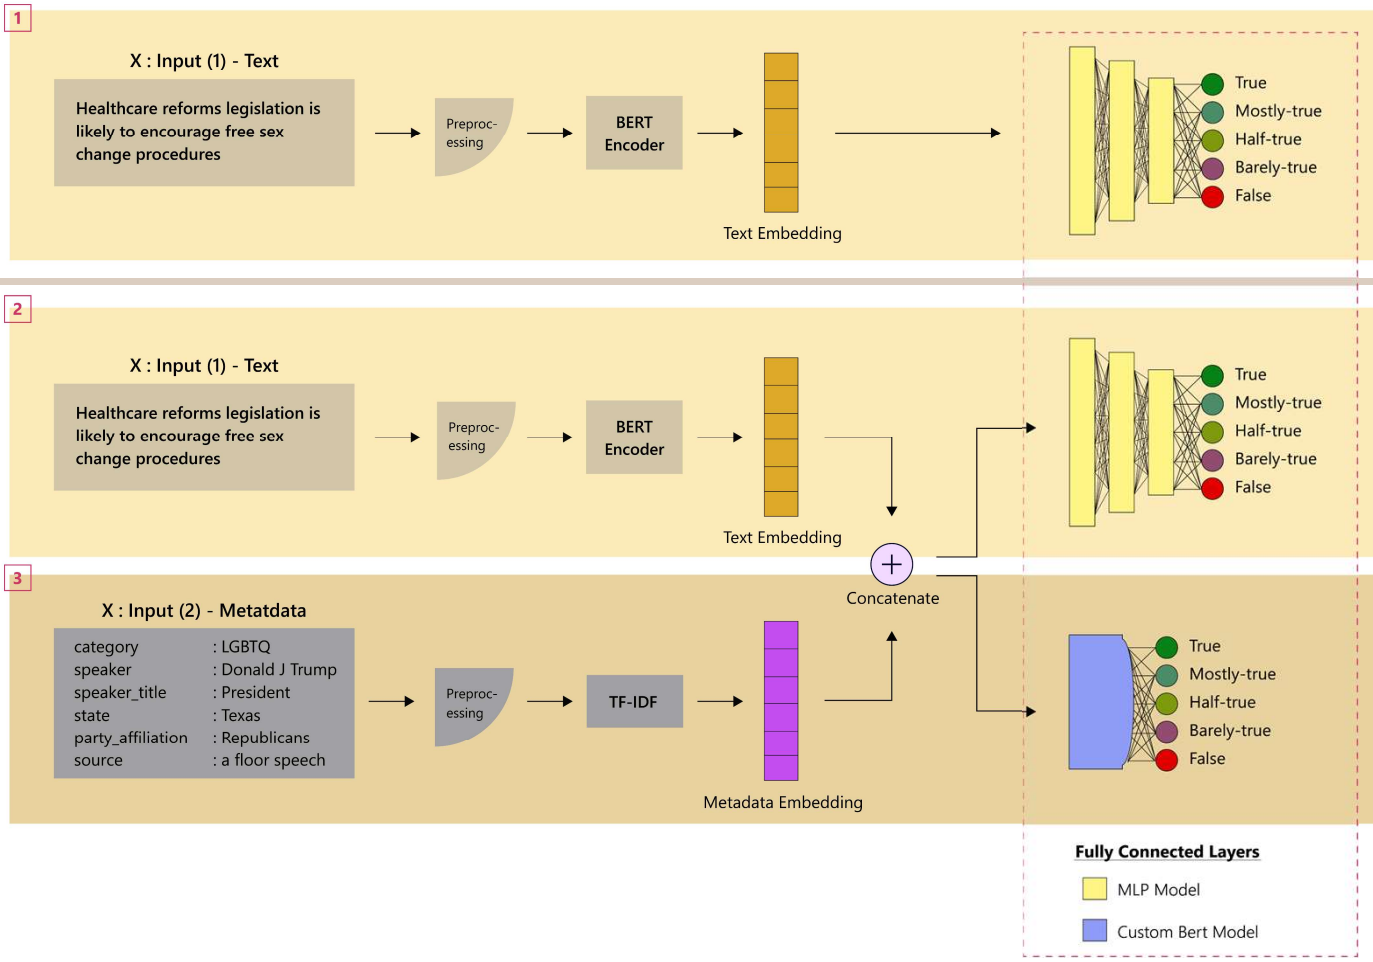 1
X : Input (1) - Text
Healthcare reforms legislation is
likely to encourage free sex
change procedures
Preproc-
essing
BERT
Encoder
Text Embedding
True
Mostly-true
Half-true
Barely-true
False
2
X : Input (1) - Text
Healthcare reforms legislation is
likely to encourage free sex
change procedures
Preproc-
essing
BERT
Encoder
Text Embedding
True
Mostly-true
Half-true
Barely-true
False
Concatenate
3
X : Input (2) - Metatdata
category : LGBTQ
speaker : Donald J Trump
speaker_title : President
state : Texas
party_affiliation : Republicans
source : a floor speech
Preproc-
essing
TF-IDF
Metadata Embedding
True
Mostly-true
Half-true
Barely-true
False
Fully Connected Layers
MLP Model
Custom Bert Model